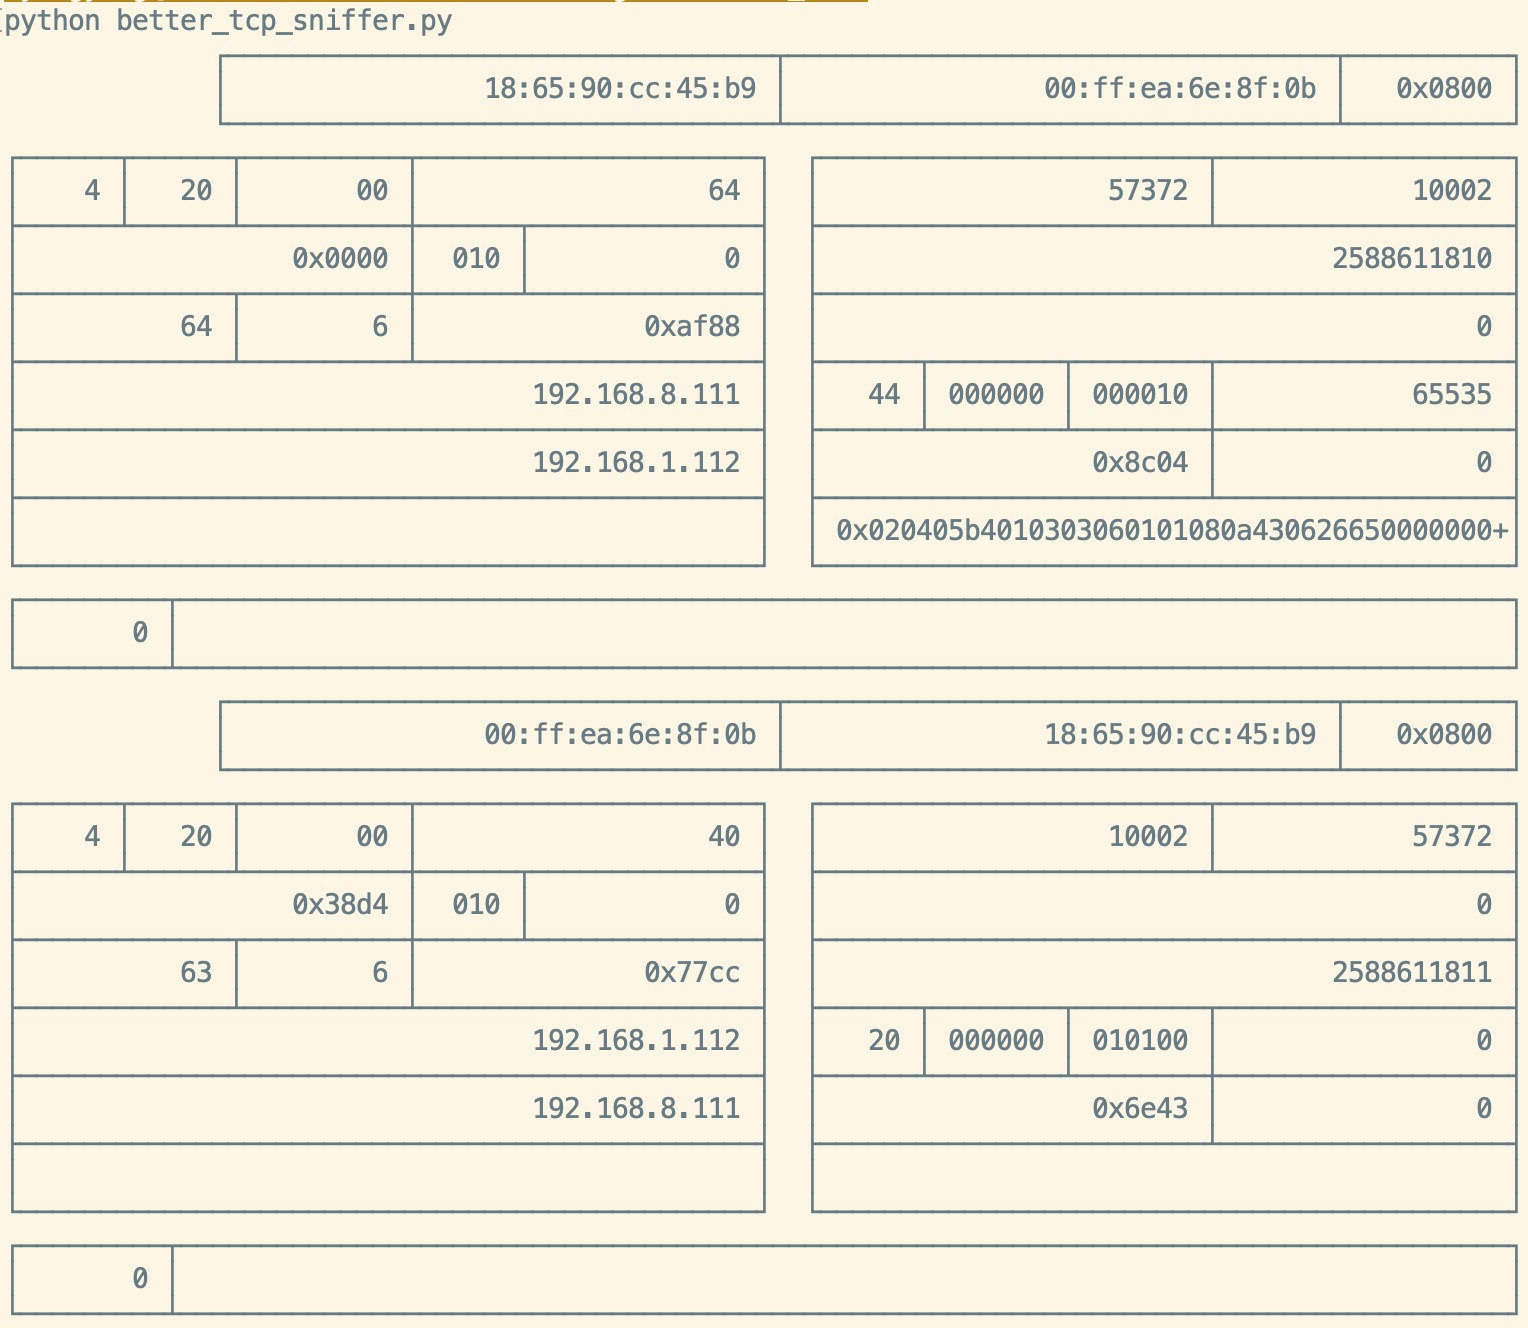 python better_tcp_sniffer.py
18:65:90:cc:45:b9 00:ff:ea:6e:8f:0b 0x0800
4 20 00 64
0x0000 010 0
64 6 0xaf88
192.168.8.111
192.168.1.112
57372 10002
2588611810
0
44 000000 000010 65535
0x8c04 0
0x020405b4010303060101080a430626650000000+
0
00:ff:ea:6e:8f:0b 18:65:90:cc:45:b9 0x0800
4 20 00 40
0x38d4 010 0
63 6 0x77cc
192.168.1.112
192.168.8.111
10002 57372
0
2588611811
20 000000 010100 0
0x6e43 0
0